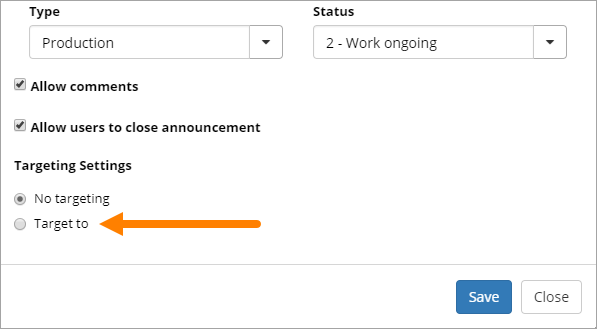 Type Status
Production 2 - Work ongoing
Allow comments
Allow users to close announcement
Targeting Settings
No targeting
Target to
Save Close